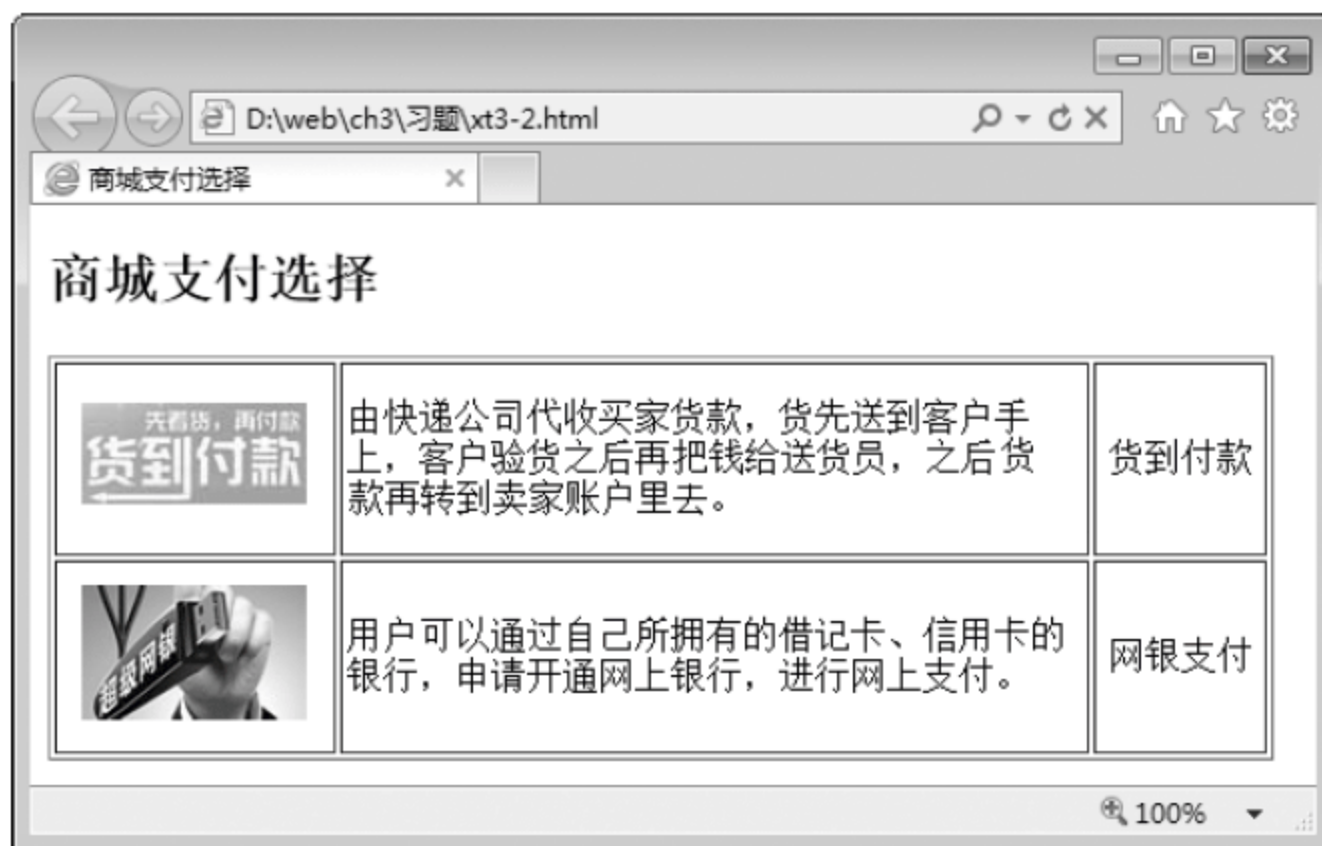 D:\web\ch3\习题\xt3-2.html
商城支付选择
商城支付选择
先看货，再付款
货到付款
由快递公司代收买家货款，货先送到客户手
上，客户验货之后再把钱给送货员，之后货
款再转到卖家账户里去。
货到付款
超级网银
用户可以通过自己所拥有的借记卡、信用卡的
银行，申请开通网上银行，进行网上支付。
网银支付
100%